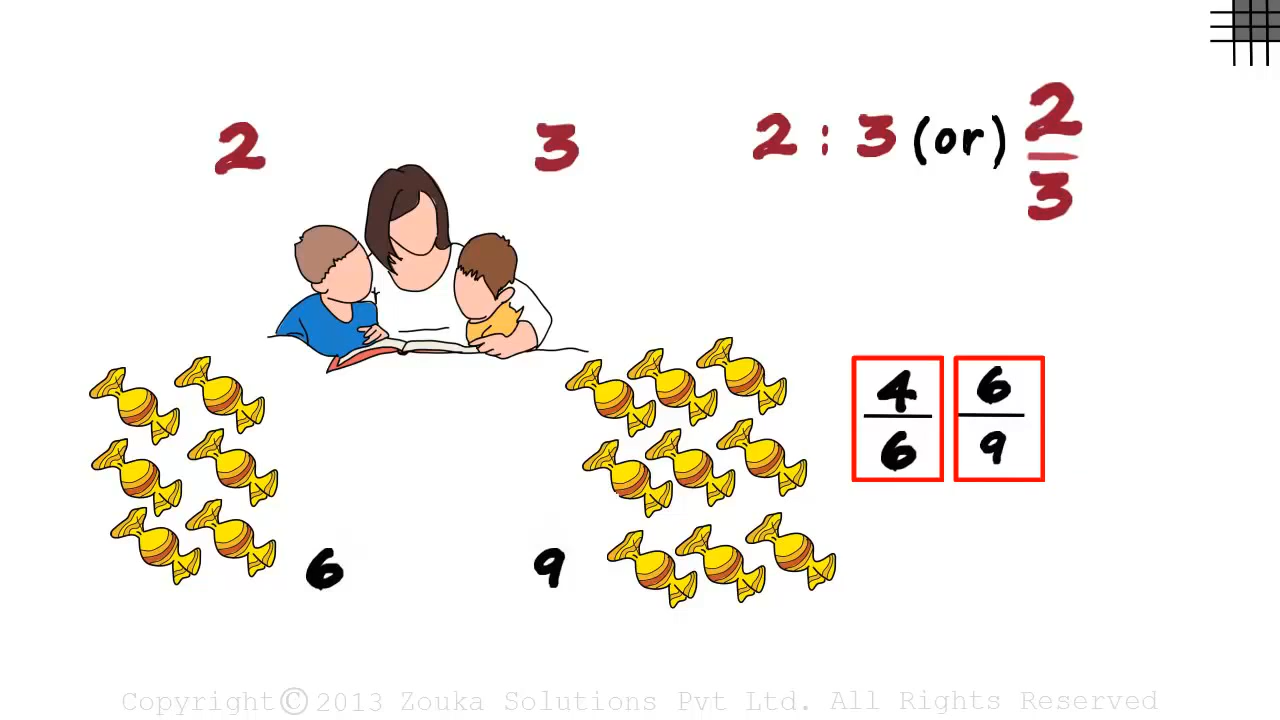 2 3 2 : 3 (or) 2/3
4/6 6/9
6 9
Copyright© 2013 Zouka Solutions Pvt Ltd. All Rights Reserved